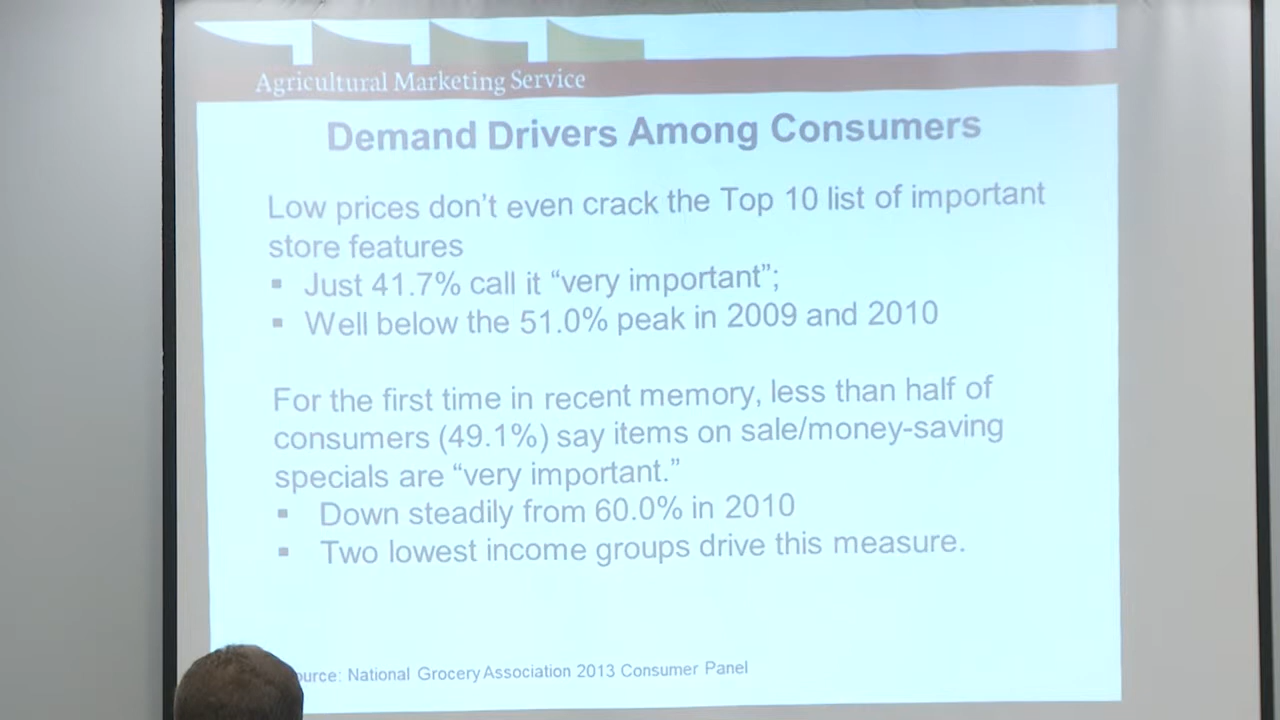 Agricultural Marketing Service
Demand Drivers Among Consumers
Low prices don't even crack the Top 10 list of important
store features
▪ Just 41.7% call it “very important”;
▪ Well below the 51.0% peak in 2009 and 2010
For the first time in recent memory, less than half of
consumers (49.1%) say items on sale/money-saving
specials are “very important.”
▪ Down steadily from 60.0% in 2010
▪ Two lowest income groups drive this measure.
ource: National Grocery Association 2013 Consumer Panel